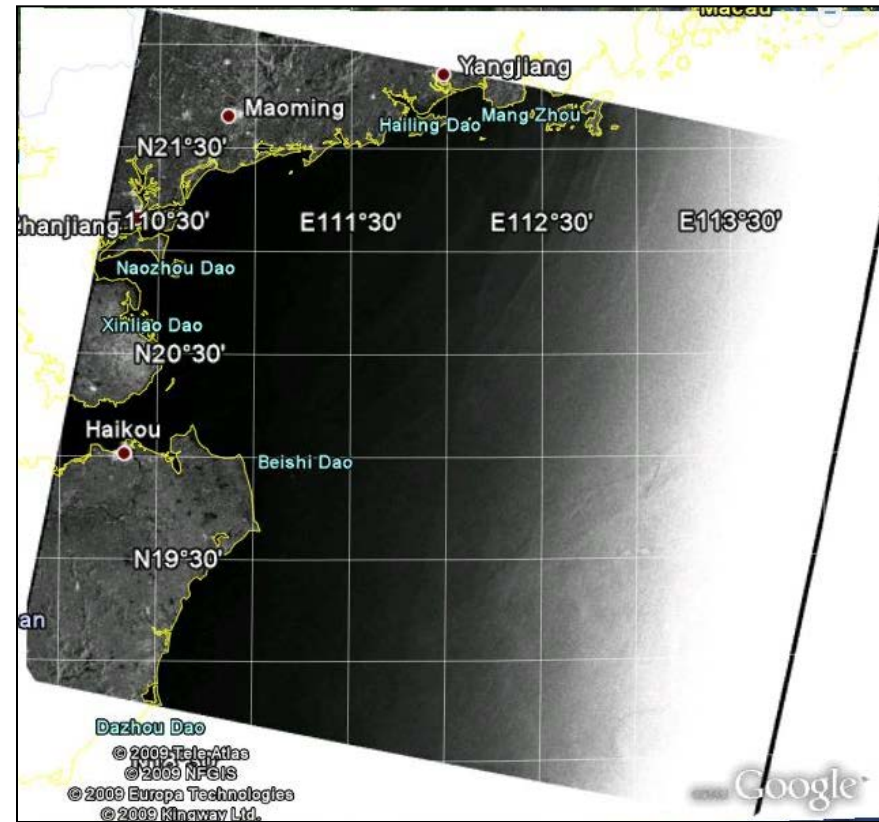 Macau
Yangjiang
Maoming
Hailing Dao
Mang Zhou
N21°30'
Zhanjiang
E110°30'
E111°30'
E112°30'
E113°30'
Naozhou Dao
Xinliao Dao
N20°30'
Haikou
Beishi Dao
N19°30'
an
Dazhou Dao
© 2009 Tele Atlas
© 2009 NFGIS
© 2009 Europa Technologies
© 2009 Kingway Ltd.
Google